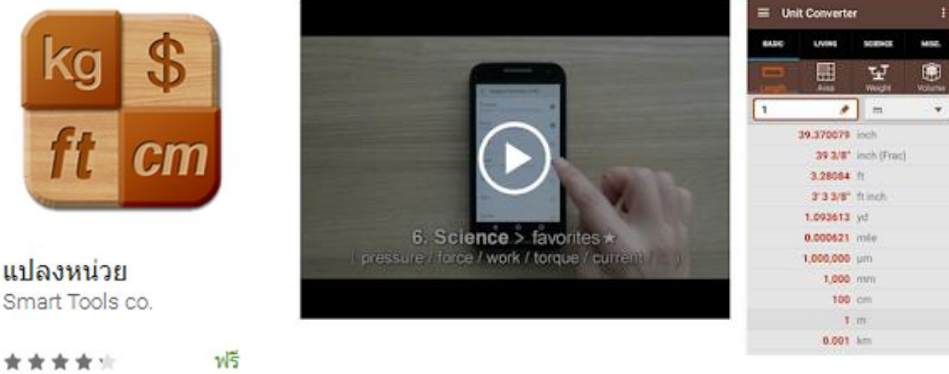 kg $
ft cm
แปลงหน่วย
Smart Tools co.
ฟรี
6. Science > favorites ★
( pressure / force / work / torque / current /
Unit Converter
BASIC LIVING SCIENCE MISC.
Length Area Weight Volume
1 m
39.370079 inch
39 3/8" inch (Frac)
3.28084 ft
3' 3 3/8" ft inch
1.093613 yd
0.000621 mile
1,000,000 µm
1,000 mm
100 cm
1 m
0.001 km